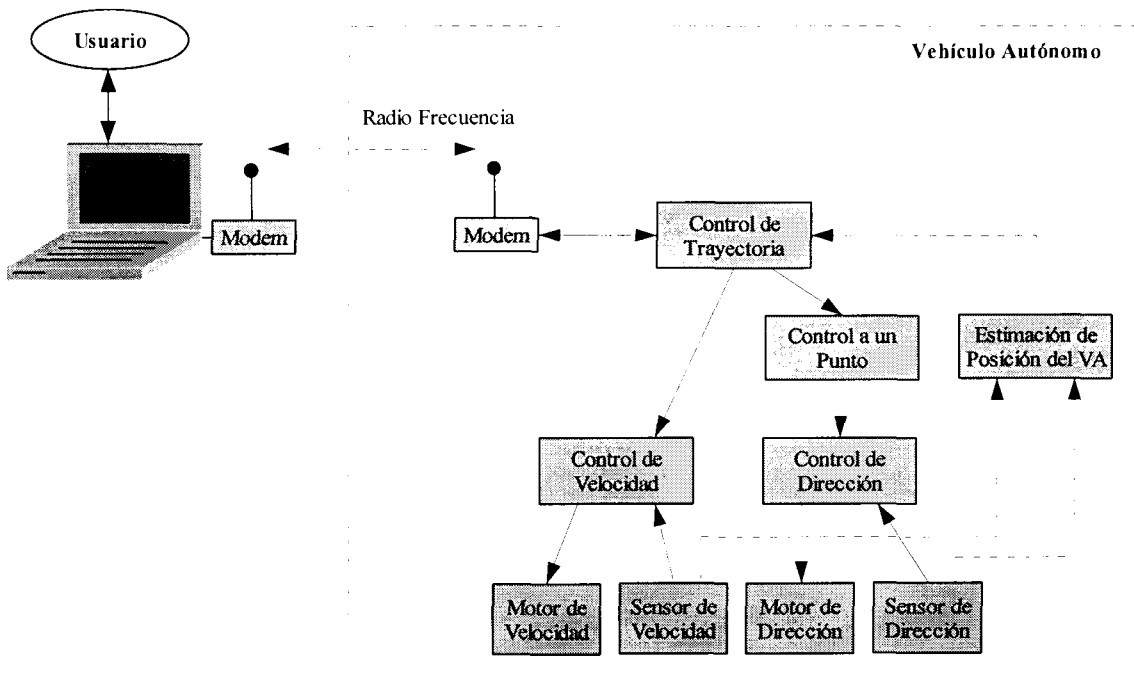 Usuario
Vehículo Autónomo
Radio Frecuencia
Modem
Modem
Control de
Trayectoria
Control a un
Punto
Estimación de
Posición del VA
Control de
Velocidad
Control de
Dirección
Motor de
Velocidad
Sensor de
Velocidad
Motor de
Dirección
Sensor de
Dirección